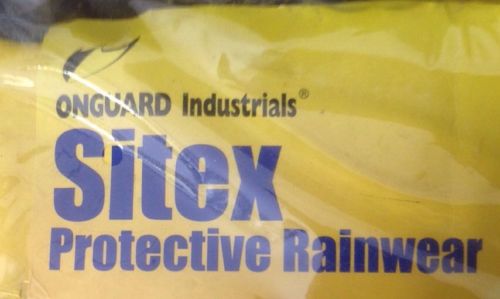 ONGUARD Industrials®
Sitex
Protective Rainwear